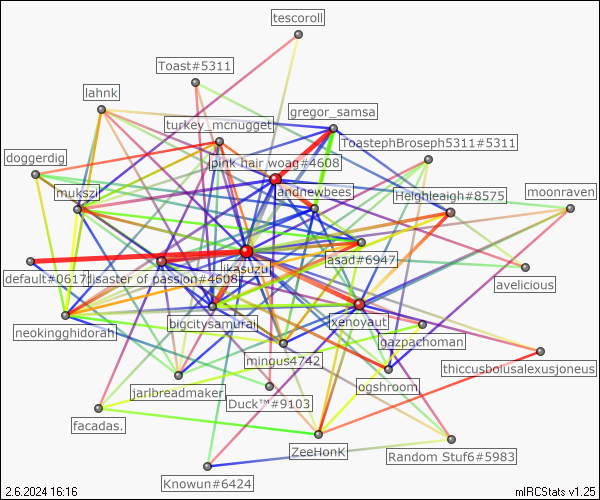 tescoroll
Toast#5311
lahnk
gregor_samsa
turkey_mcnugget
ToastephBroseph5311#5311
doggerdig
pink hair woag#4608
mukszi
andnewbees
Heighleaigh#8575
moonraven
default#0617
disaster of passion#4608
ikasuzu
lasad#6947
avelicious
neokingghidorah
bigcitysamurai
xenoyaut
gazpachoman
mingus4742
thiccusbolusalexusjoneus
jarlbreadmaker
Duck™#9103
ogshroom
facadas.
ZeeHonK
Random Stuf6#5983
Knowun#6424
2.6.2024 16:16
mIRCStats v1.25